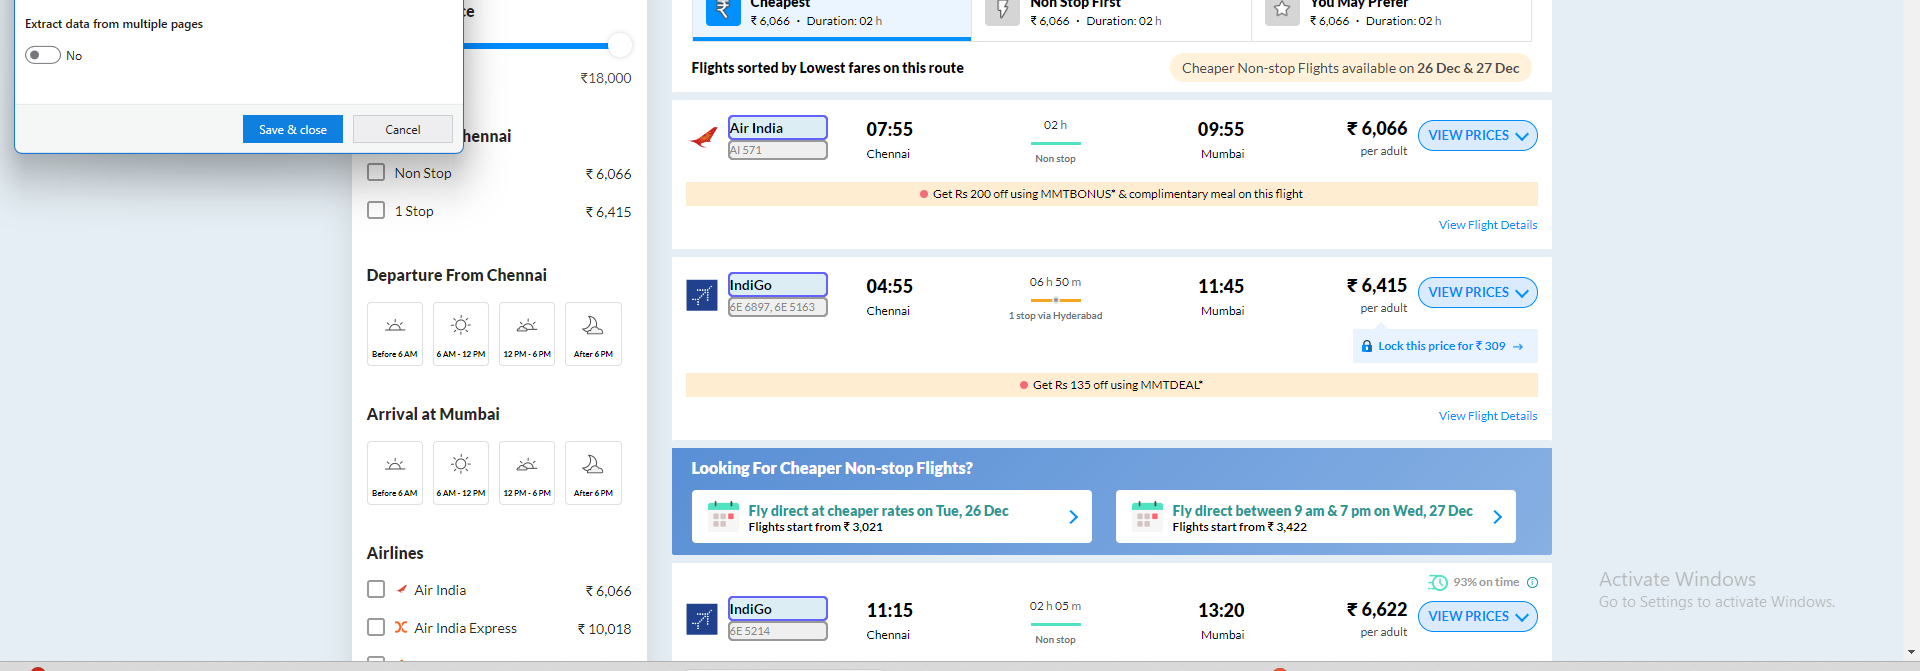 Extract data from multiple pages
No
Save & close
Cancel
te
₹18,000
hennai
Non Stop ₹ 6,066
1 Stop ₹ 6,415
Departure From Chennai
Before 6 AM
6 AM - 12 PM
12 PM - 6 PM
After 6 PM
Arrival at Mumbai
Before 6 AM
6 AM - 12 PM
12 PM - 6 PM
After 6 PM
Airlines
Air India ₹ 6,066
Air India Express ₹ 10,018
Cheapest
₹ 6,066 · Duration: 02 h
Non Stop First
₹ 6,066 · Duration: 02 h
You May Prefer
₹ 6,066 · Duration: 02 h
Flights sorted by Lowest fares on this route
Cheaper Non-stop Flights available on 26 Dec & 27 Dec
Air India
AI 571
07:55
Chennai
02 h
Non stop
09:55
Mumbai
₹ 6,066
per adult
VIEW PRICES
Get Rs 200 off using MMTBONUS* & complimentary meal on this flight
View Flight Details
IndiGo
6E 6897, 6E 5163
04:55
Chennai
06 h 50 m
1 stop via Hyderabad
11:45
Mumbai
₹ 6,415
per adult
VIEW PRICES
Lock this price for ₹ 309 →
Get Rs 135 off using MMTDEAL*
View Flight Details
Looking For Cheaper Non-stop Flights?
Fly direct at cheaper rates on Tue, 26 Dec
Flights start from ₹ 3,021
Fly direct between 9 am & 7 pm on Wed, 27 Dec
Flights start from ₹ 3,422
93% on time
IndiGo
6E 5214
11:15
Chennai
02 h 05 m
Non stop
13:20
Mumbai
₹ 6,622
per adult
VIEW PRICES
Activate Windows
Go to Settings to activate Windows.